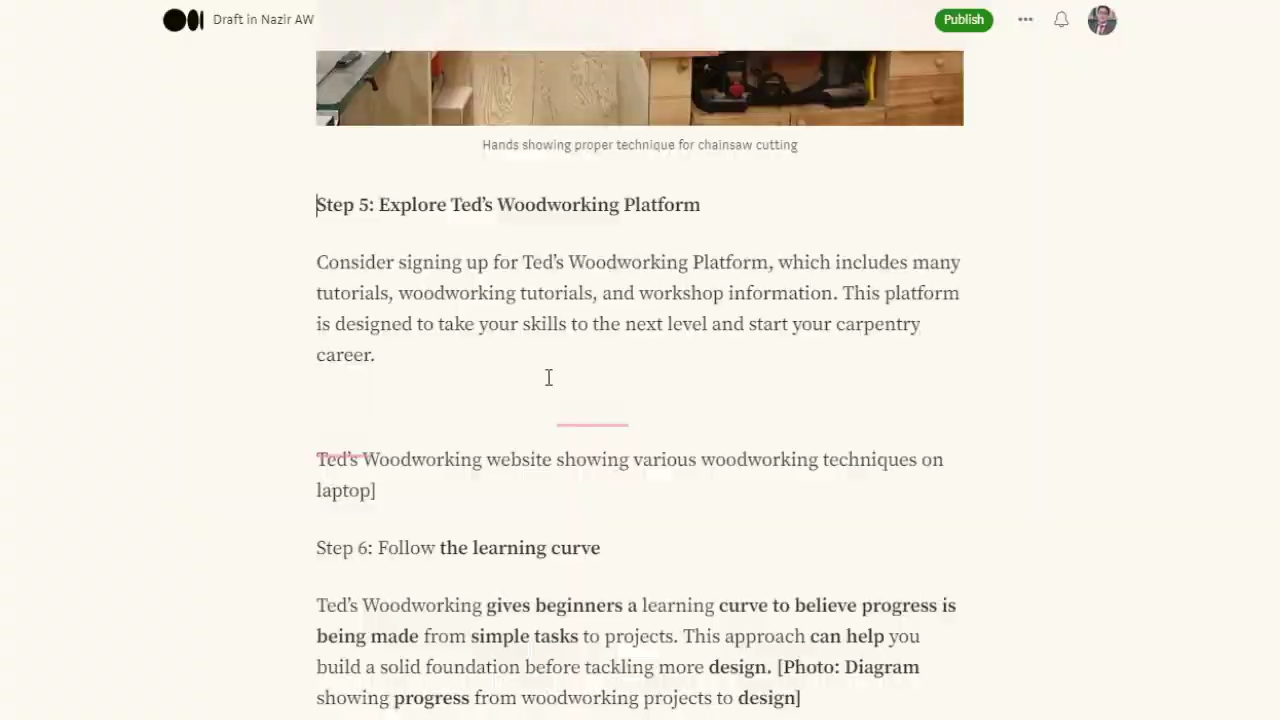 Draft in Nazir AW
Publish
Hands showing proper technique for chainsaw cutting
Step 5: Explore Ted's Woodworking Platform
Consider signing up for Ted's Woodworking Platform, which includes many
tutorials, woodworking tutorials, and workshop information. This platform
is designed to take your skills to the next level and start your carpentry
career.
Ted's Woodworking website showing various woodworking techniques on
laptop]
Step 6: Follow the learning curve
Ted's Woodworking gives beginners a learning curve to believe progress is
being made from simple tasks to projects. This approach can help you
build a solid foundation before tackling more design. [Photo: Diagram
showing progress from woodworking projects to design]